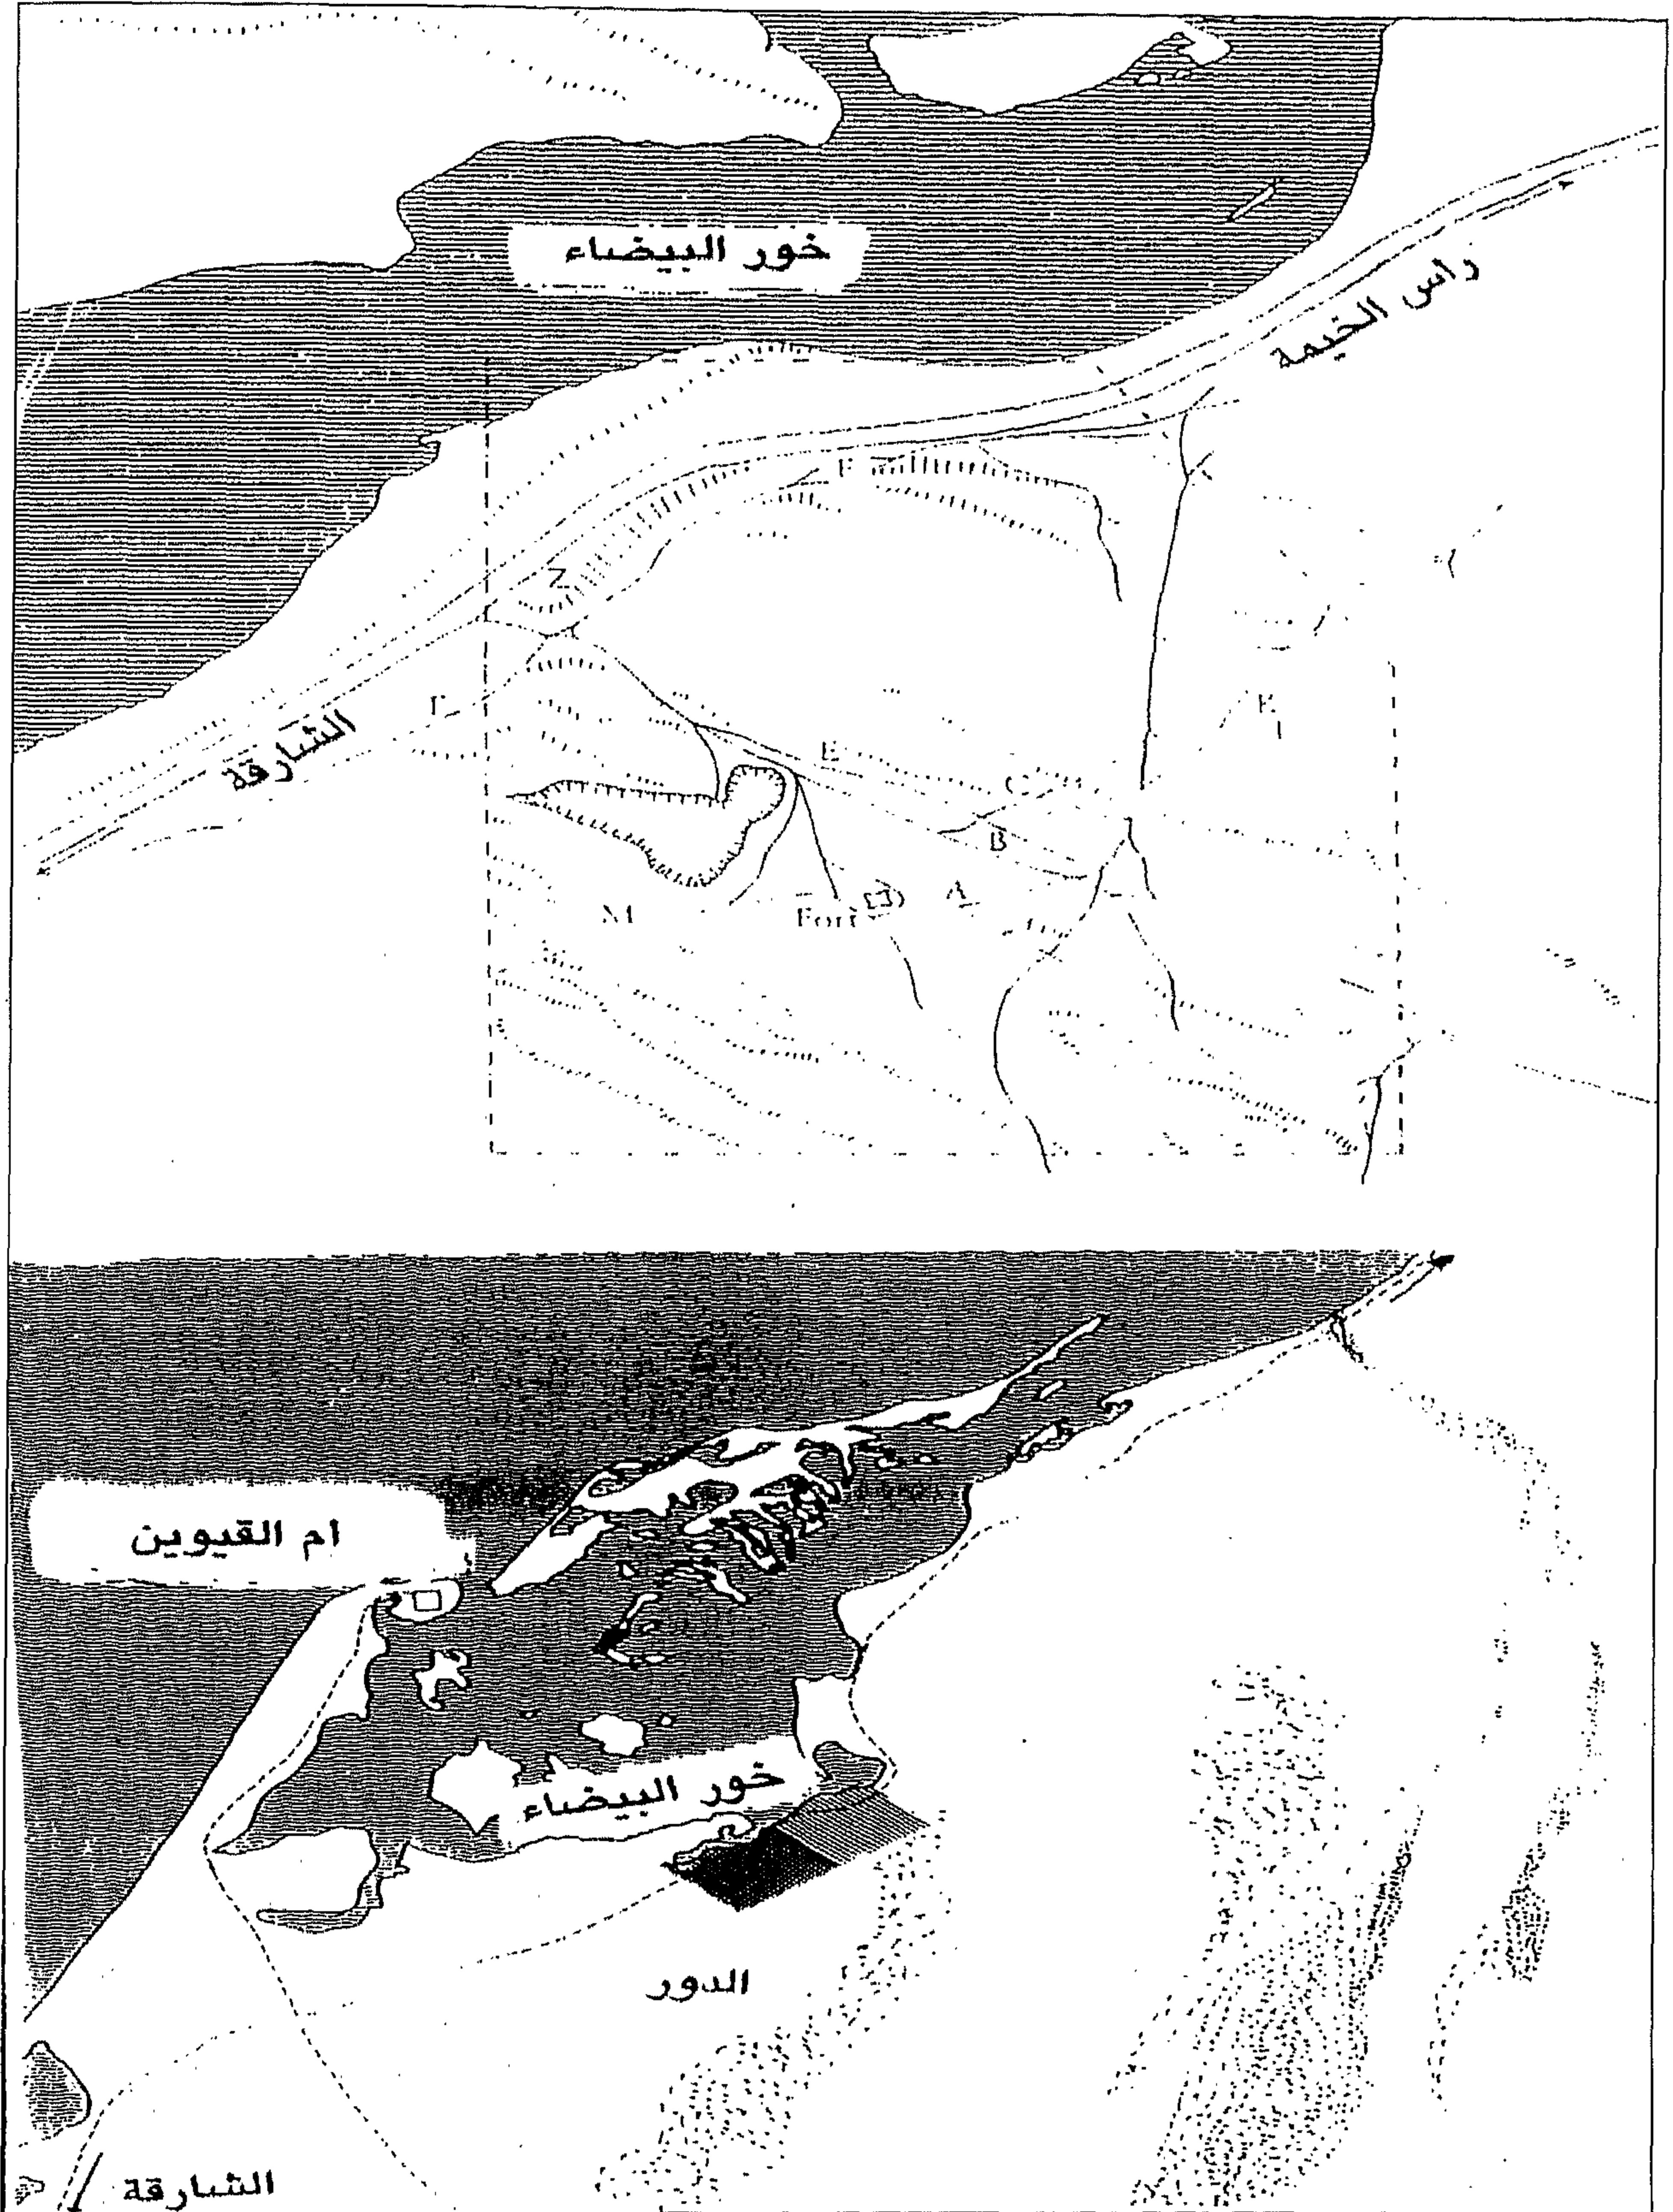 خور البيضاء
راس الخيمة
F
Z
الشارقة
E
C
B
A
M
Fort
ام القيوين
خور البيضاء
الدور
الشارقة